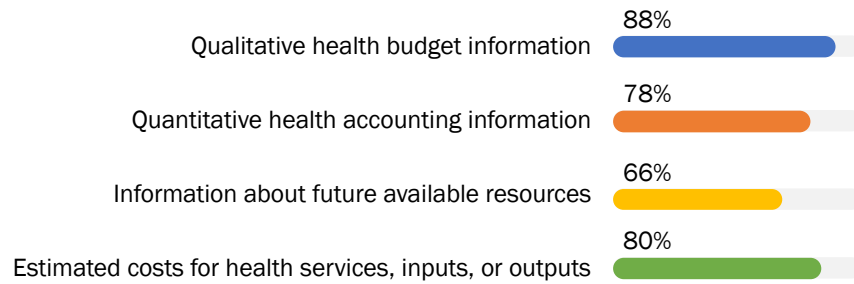 88%
Qualitative health budget information
78%
Quantitative health accounting information
66%
Information about future available resources
80%
Estimated costs for health services, inputs, or outputs